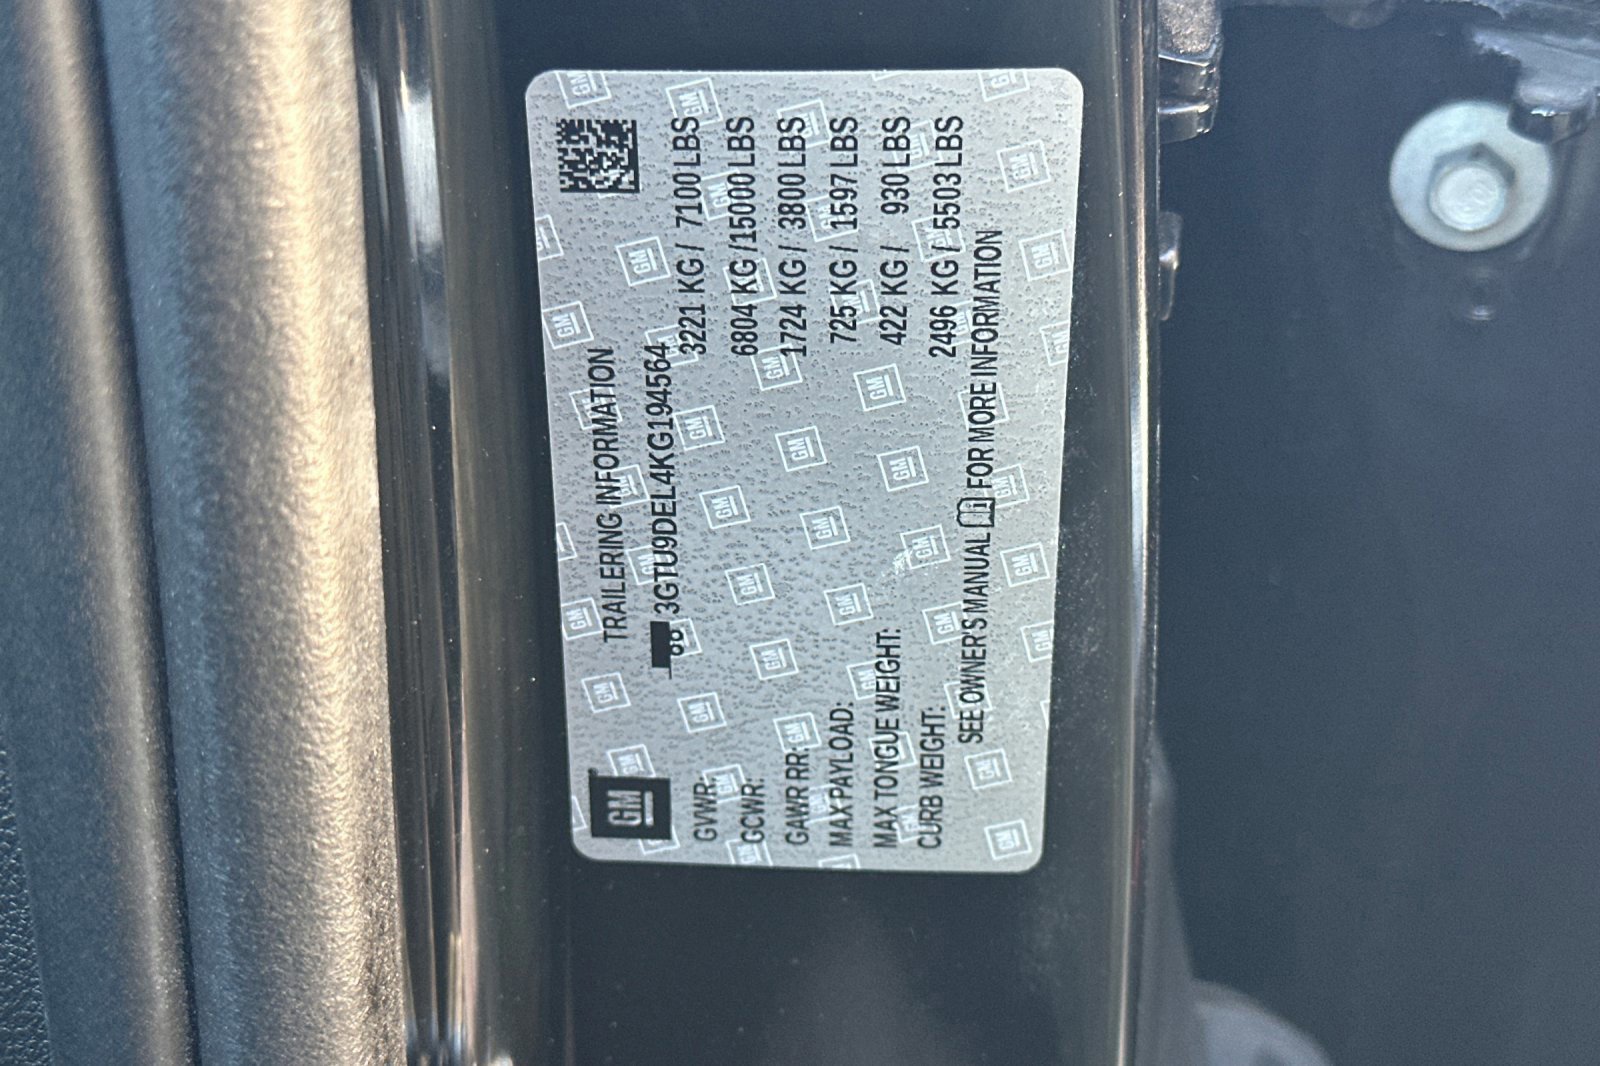 GM
TRAILERING INFORMATION
3GTU9DEL4KG194564
GVWR: 3221 KG / 7100 LBS
GCWR: 6804 KG / 15000 LBS
GAWR RR: 1724 KG / 3800 LBS
MAX PAYLOAD: 725 KG / 1597 LBS
MAX TONGUE WEIGHT: 422 KG / 930 LBS
CURB WEIGHT: 2496 KG / 5503 LBS
SEE OWNER'S MANUAL FOR MORE INFORMATION